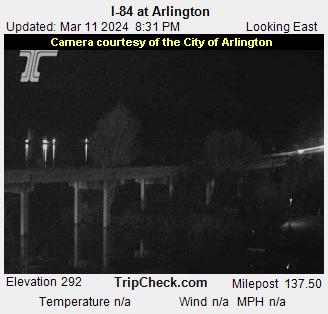 I-84 at Arlington
Updated: Mar 11 2024 8:31 PM Looking East
Camera courtesy of the City of Arlington
Elevation 292 TripCheck.com Milepost 137.50
Temperature n/a Wind n/a MPH n/a